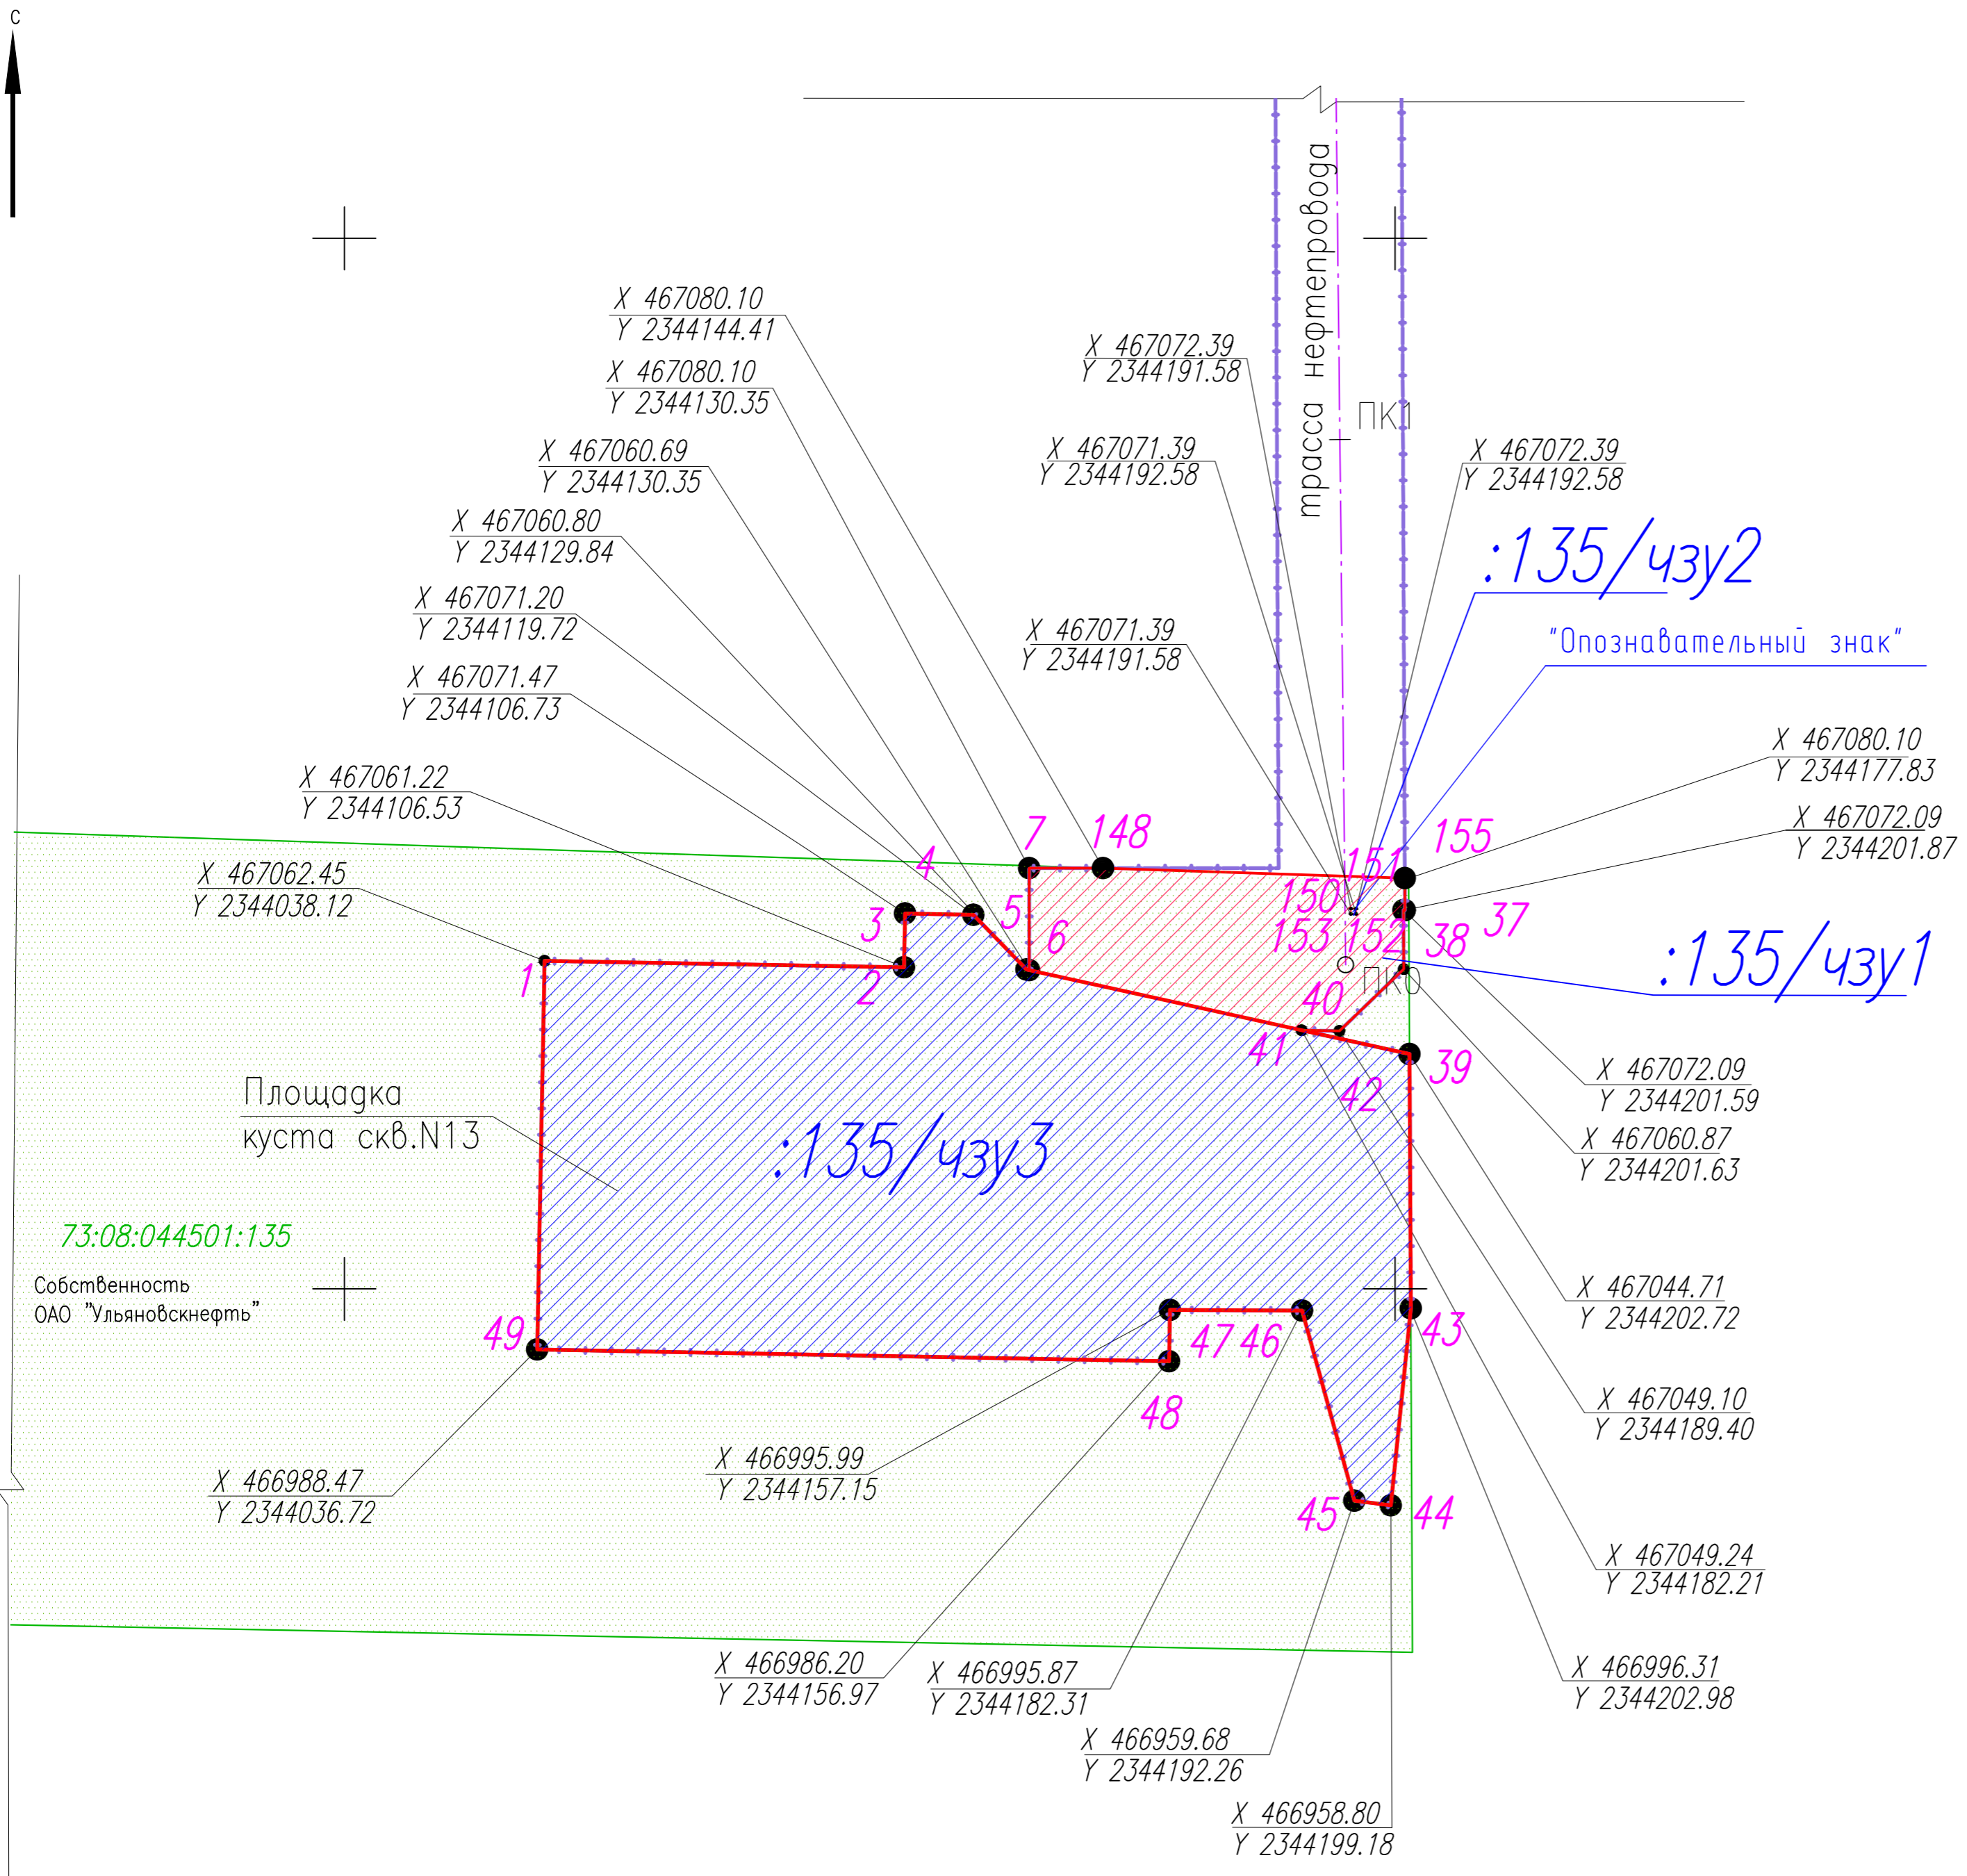 С
X 467080.10
Y 2344144.41
X 467080.10
Y 2344130.35
X 467060.69
Y 2344130.35
X 467060.80
Y 2344129.84
X 467071.20
Y 2344119.72
X 467071.47
Y 2344106.73
X 467061.22
Y 2344106.53
X 467062.45
Y 2344038.12
X 467072.39
Y 2344191.58
X 467071.39
Y 2344192.58
X 467071.39
Y 2344191.58
трасса нефтепровода
ПК1
X 467072.39
Y 2344192.58
:135/чзу2
"Опознавательный знак"
X 467080.10
Y 2344177.83
X 467072.09
Y 2344201.87
:135/чзу1
7
148
4
3
5
6
1
2
150
151
155
153
152
38
37
ПК0
40
41
42
39
X 467072.09
Y 2344201.59
X 467060.87
Y 2344201.63
Площадка
куста скв.N13
:135/чзу3
73:08:044501:135
Собственность
ОАО "Ульяновскнефть"
X 467044.71
Y 2344202.72
49
47
46
43
48
45
44
X 467049.10
Y 2344189.40
X 466988.47
Y 2344036.72
X 466995.99
Y 2344157.15
X 467049.24
Y 2344182.21
X 466986.20
Y 2344156.97
X 466995.87
Y 2344182.31
X 466996.31
Y 2344202.98
X 466959.68
Y 2344192.26
X 466958.80
Y 2344199.18